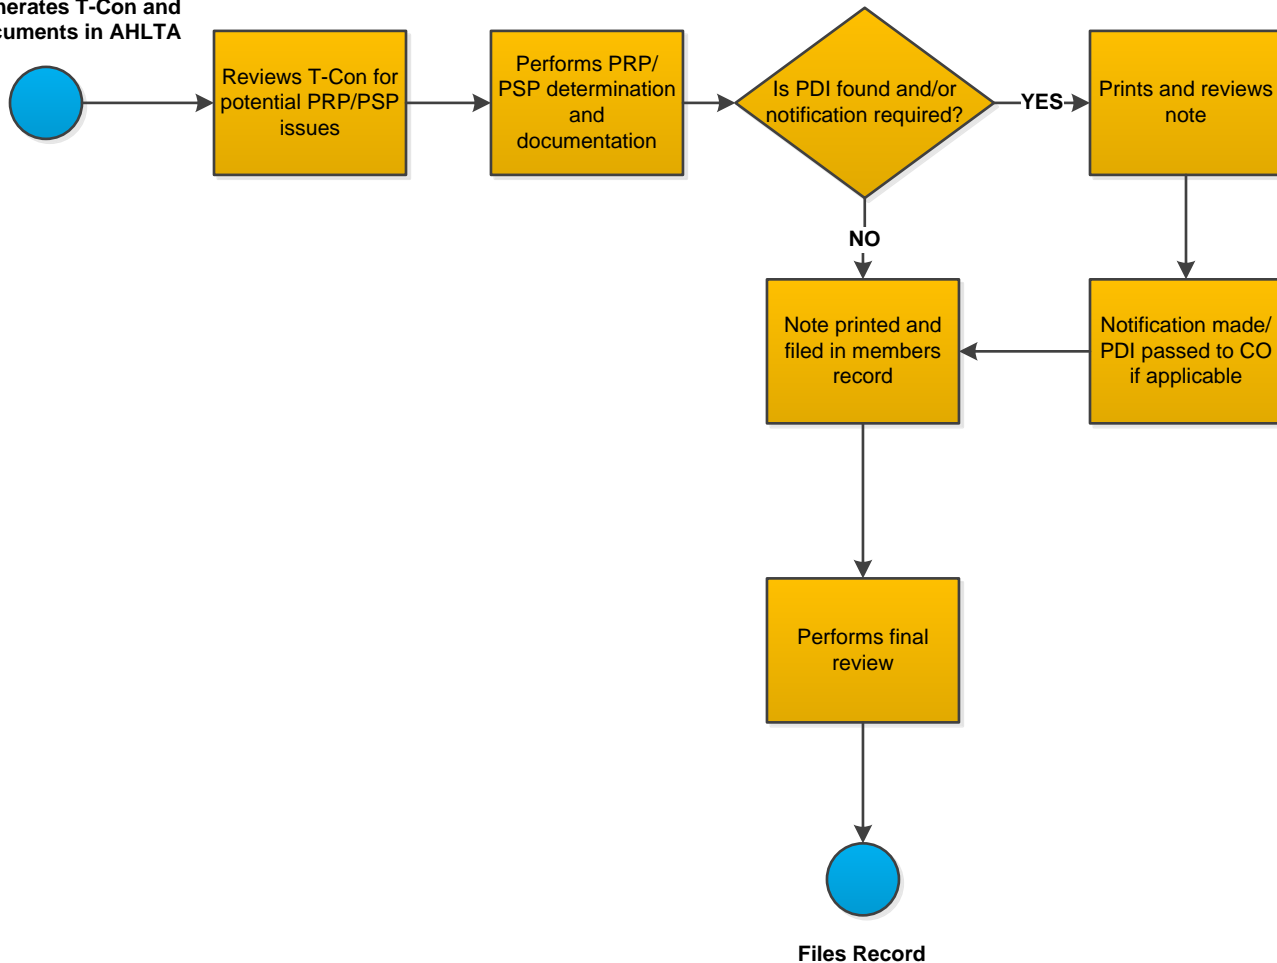 T-Con and
in AHLTA
Reviews T-Con for
potential PRP/PSP
issues
Performs PRP/
PSP determination
and
documentation
Is PDI found and/or
notification required?
YES
Prints and reviews
note
NO
Note printed and
filed in members
record
Notification made/
PDI passed to CO
if applicable
Performs final
review
Files Record